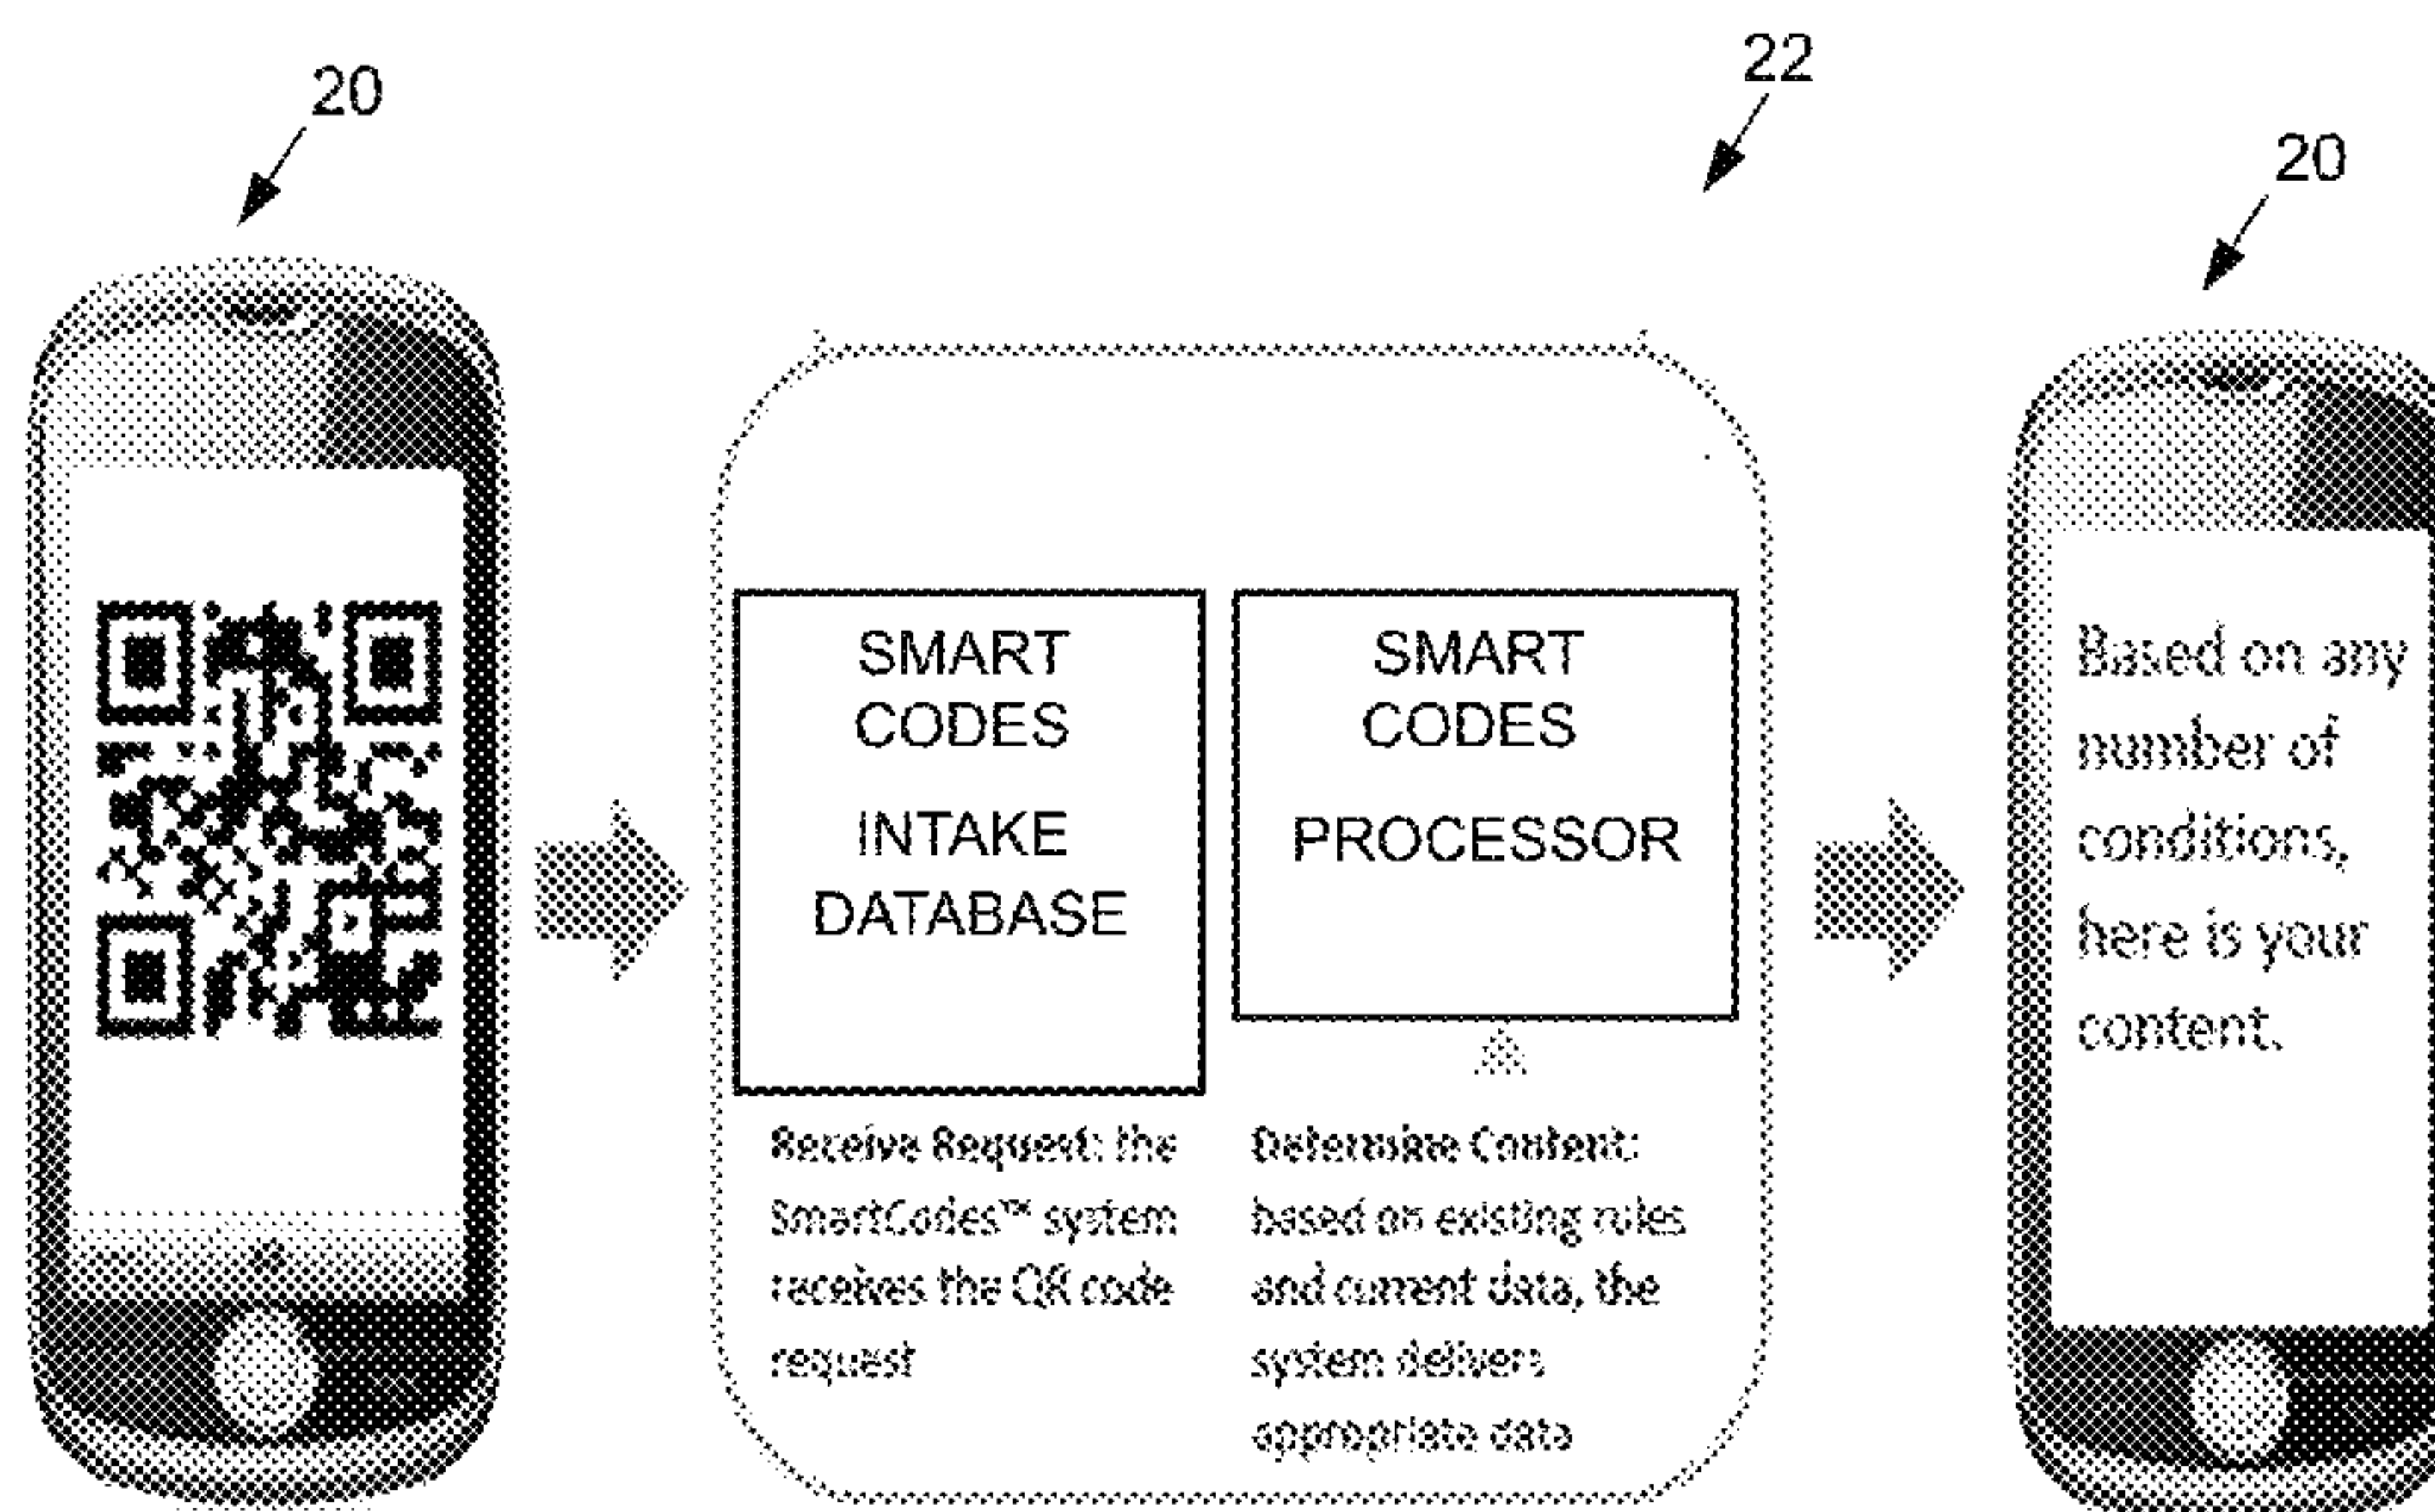 20
22
20
SMART
CODES
INTAKE
DATABASE
SMART
CODES
PROCESSOR
Receive Request: the
SmartCodes™ system
receives the QR code
request
Determine Content:
based on existing rules
and current data, the
system delivers
appropriate data
Based on any
number of
conditions,
here is your
content.